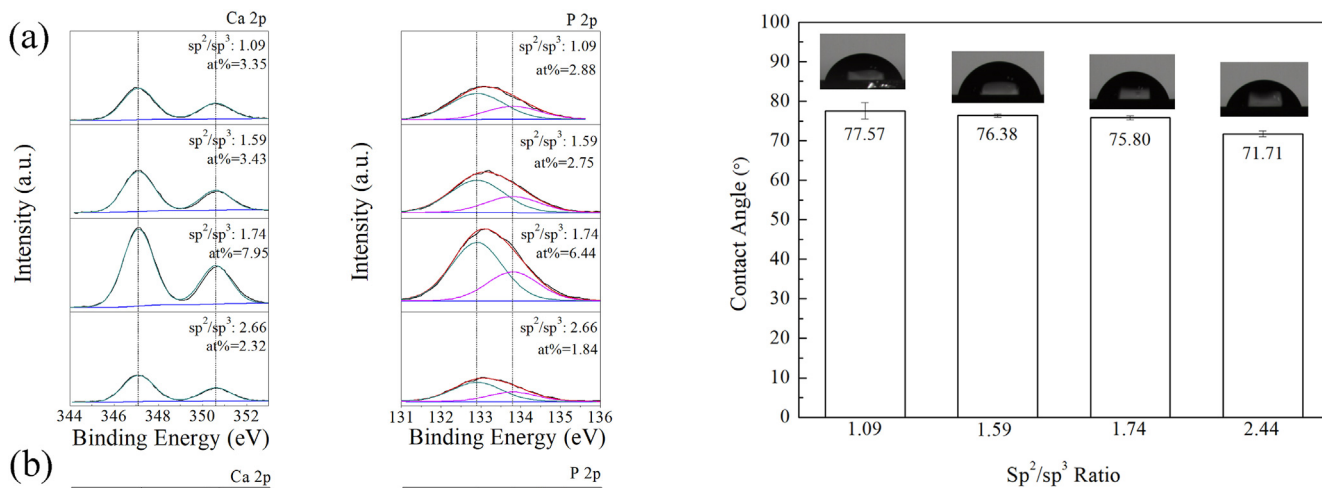 (a)
Ca 2p
sp²/sp³: 1.09
at%=3.35
sp²/sp³: 1.59
at%=3.43
sp²/sp³: 1.74
at%=7.95
sp²/sp³: 2.66
at%=2.32
Intensity (a.u.)
344 346 348 350 352
Binding Energy (eV)
P 2p
sp²/sp³: 1.09
at%=2.88
sp²/sp³: 1.59
at%=2.75
sp²/sp³: 1.74
at%=6.44
sp²/sp³: 2.66
at%=1.84
Intensity (a.u.)
131 132 133 134 135 136
Binding Energy (eV)
(b)
Ca 2p
P 2p
100
90
80
70
60
50
40
30
20
10
0
Contact Angle (°)
77.57 76.38 75.80 71.71
1.09 1.59 1.74 2.44
Sp²/sp³ Ratio